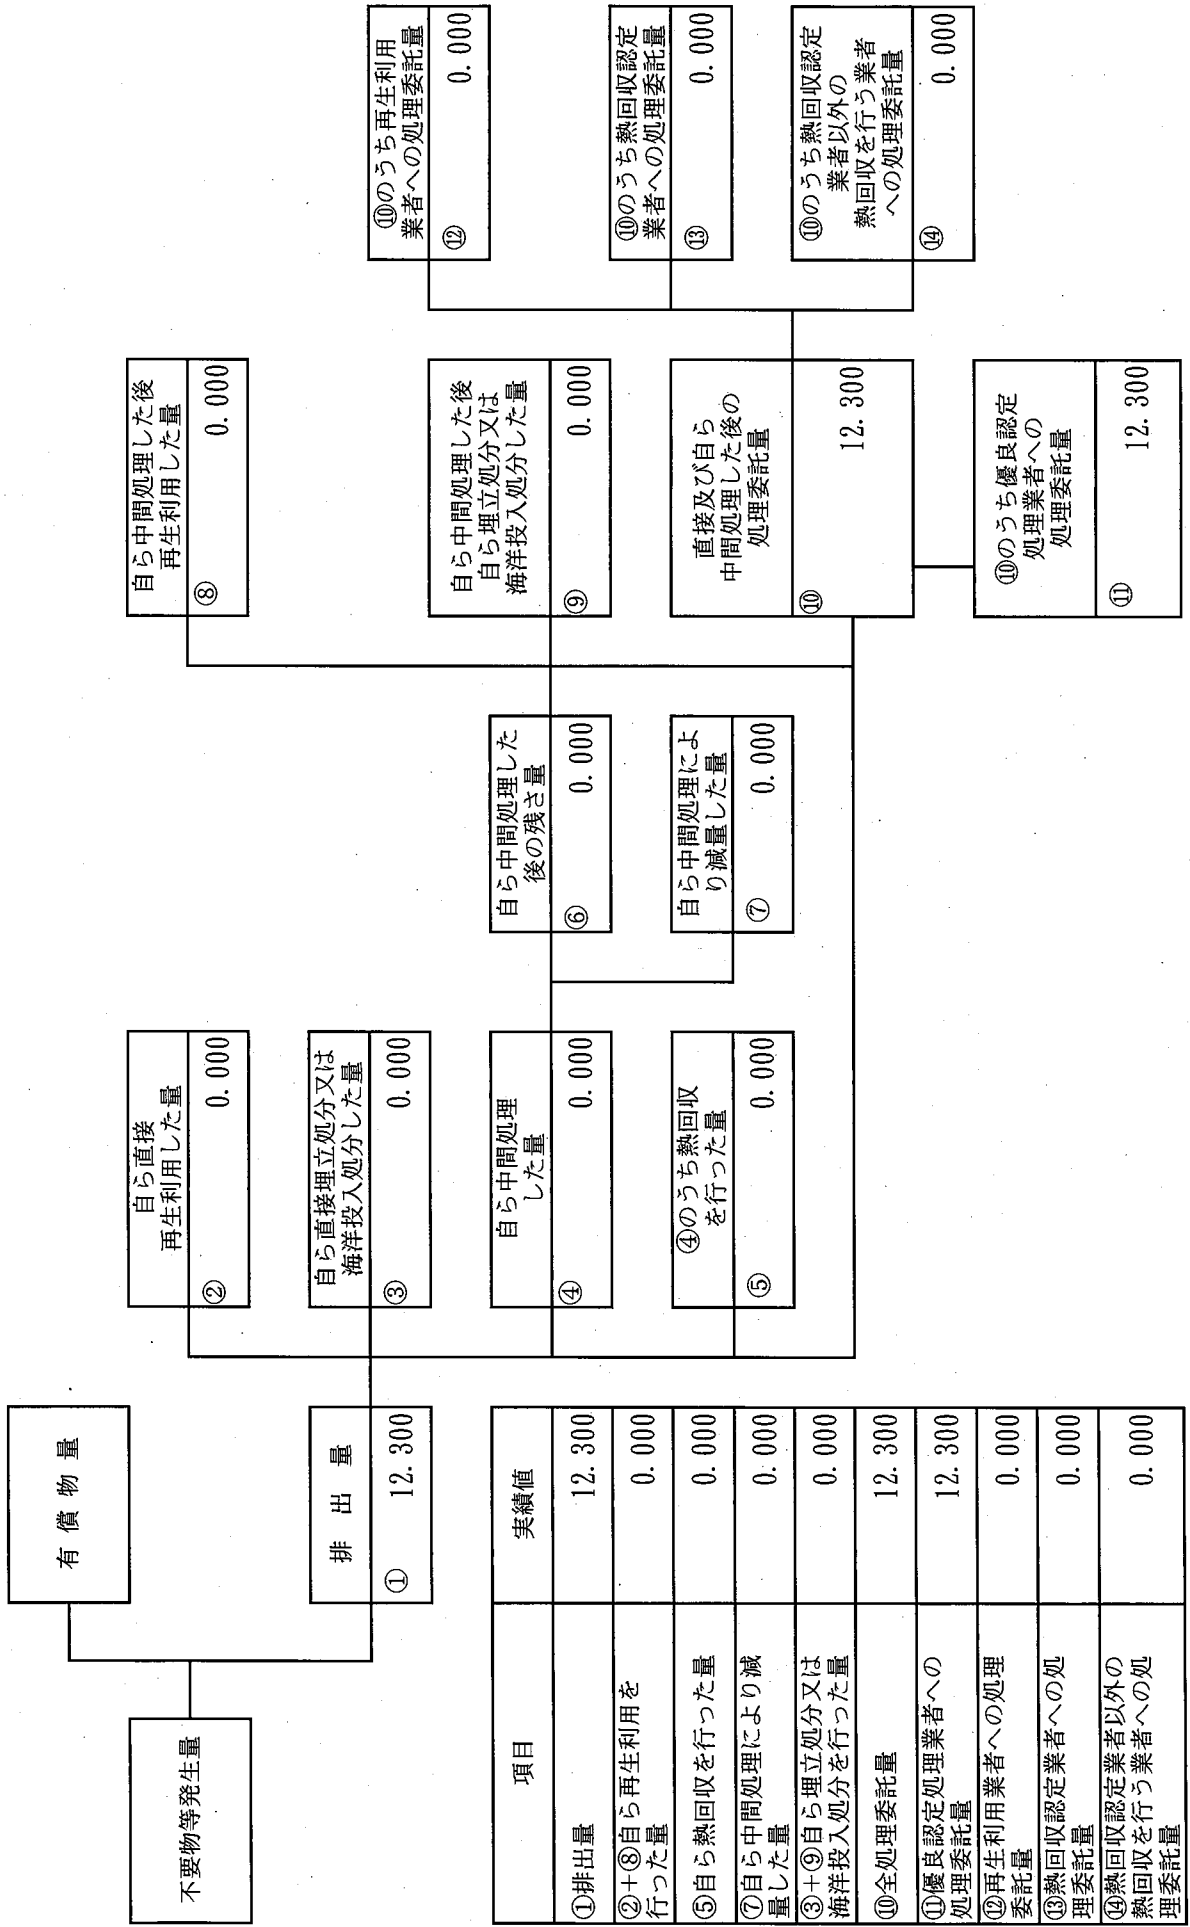 不要物等発生量
有償物量
排出量
① 12.300
自ら直接
再生利用した量
② 0.000
自ら直接埋立処分又は
海洋投入処分した量
③ 0.000
自ら中間処理
した量
④ 0.000
④のうち熱回収
を行った量
⑤ 0.000
自ら中間処理した
後の残さ量
⑥ 0.000
自ら中間処理によ
り減量した量
⑦ 0.000
自ら中間処理した後
再生利用した量
⑧ 0.000
自ら中間処理した後
自ら埋立処分又は
海洋投入処分した量
⑨ 0.000
直接及び自ら
中間処理した後の
処理委託量
⑩ 12.300
⑩のうち優良認定
処理業者への
処理委託量
⑪ 12.300
⑩のうち再生利用
業者への処理委託量
⑫ 0.000
⑩のうち熱回収認定
業者への処理委託量
⑬ 0.000
⑩のうち熱回収認定
業者以外の
熱回収を行う業者
への処理委託量
⑭ 0.000
項目 実績値
①排出量 12.300
②+⑧自ら再生利用を
行った量 0.000
⑤自ら熱回収を行った量 0.000
⑦自ら中間処理により減
量した量 0.000
③+⑨自ら埋立処分又は
海洋投入処分を行った量 0.000
⑩全処理委託量 12.300
⑪優良認定処理業者への
処理委託量 12.300
⑫再生利用業者への処理
委託量 0.000
⑬熱回収認定業者への処
理委託量 0.000
⑭熱回収認定業者以外の
熱回収を行う業者への処
理委託量 0.000